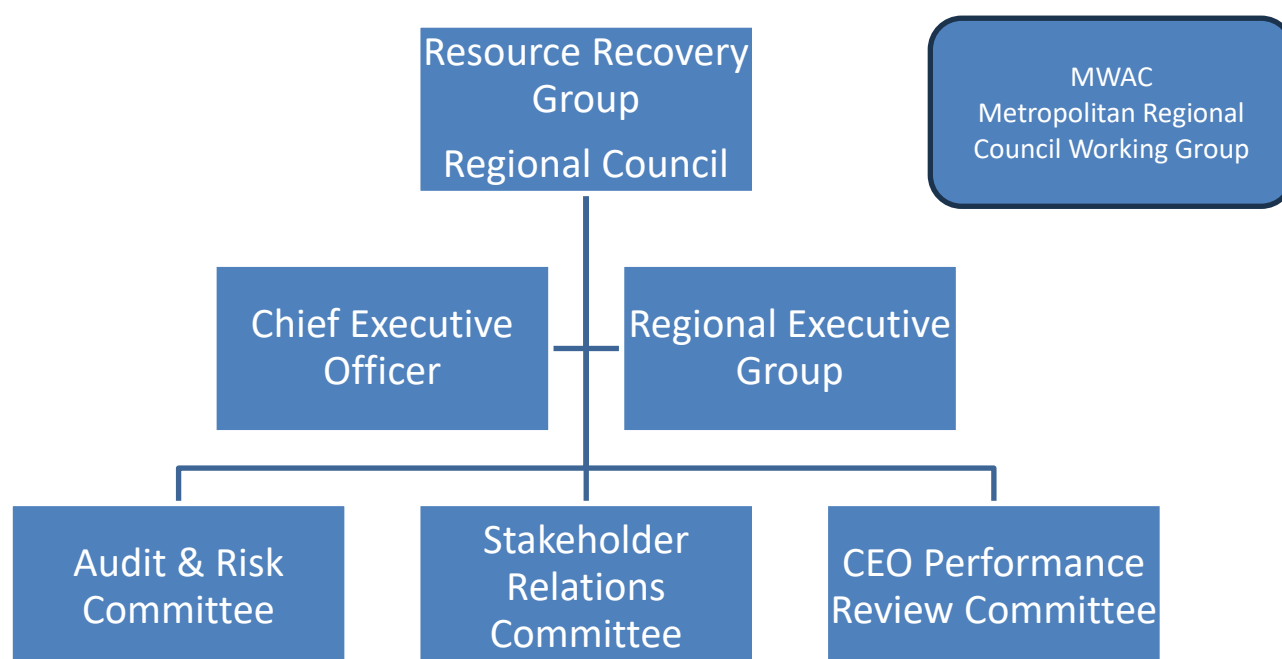 Resource Recovery
Group
Regional Council
MWAC
Metropolitan Regional
Council Working Group
Chief Executive
Officer
Regional Executive
Group
Audit & Risk
Committee
Stakeholder
Relations
Committee
CEO Performance
Review Committee